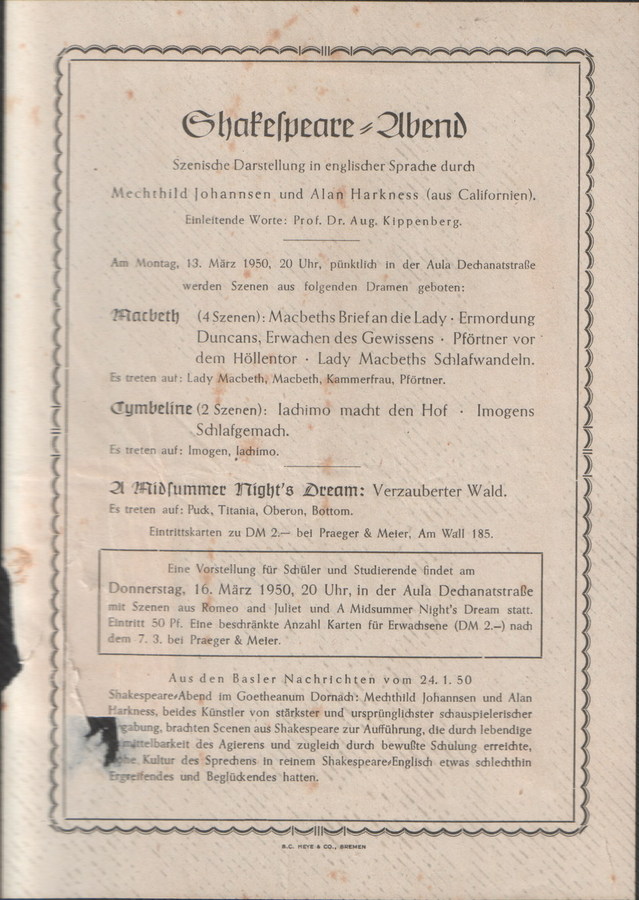 Shakespeare=Abend
Szenische Darstellung in englischer Sprache durch
Mechthild Johannsen und Alan Harkness (aus Californien).
Einleitende Worte: Prof. Dr. Aug. Kippenberg.
Am Montag, 13. März 1950, 20 Uhr, pünktlich in der Aula Dechanatstraße
werden Szenen aus folgenden Dramen geboten:
Macbeth (4 Szenen): Macbeths Brief an die Lady · Ermordung
Duncans, Erwachen des Gewissens · Pförtner vor
dem Höllentor · Lady Macbeths Schlafwandeln.
Es treten auf: Lady Macbeth, Macbeth, Kammerfrau, Pförtner.
Cymbeline (2 Szenen): Iachimo macht den Hof · Imogens
Schlafgemach.
Es treten auf: Imogen, Jachimo.
A Midsummer Night's Dream: Verzauberter Wald.
Es treten auf: Puck, Titania, Oberon, Bottom.
Eintrittskarten zu DM 2.— bei Praeger & Meier, Am Wall 185.
Eine Vorstellung für Schüler und Studierende findet am
Donnerstag, 16. März 1950, 20 Uhr, in der Aula Dechanatstraße
mit Szenen aus Romeo and Juliet und A Midsummer Night's Dream statt.
Eintritt 50 Pf. Eine beschränkte Anzahl Karten für Erwachsene (DM 2.—) nach
dem 7. 3. bei Praeger & Meier.
Aus den Basler Nachrichten vom 24. 1. 50
Shakespeare=Abend im Goetheanum Dornach: Mechthild Johannsen und Alan
Harkness, beides Künstler von stärkster und ursprünglichster schauspielerischer
brachten Scenen aus Shakespeare zur Aufführung, die durch lebendige
des Agierens und zugleich durch bewußte Schulung erreichte,
Kultur des Sprechens in reinem Shakespeare=Englisch etwas schlechthin
Ergreifendes und Beglückendes hatten.
B.C. HEYE & CO., BREMEN